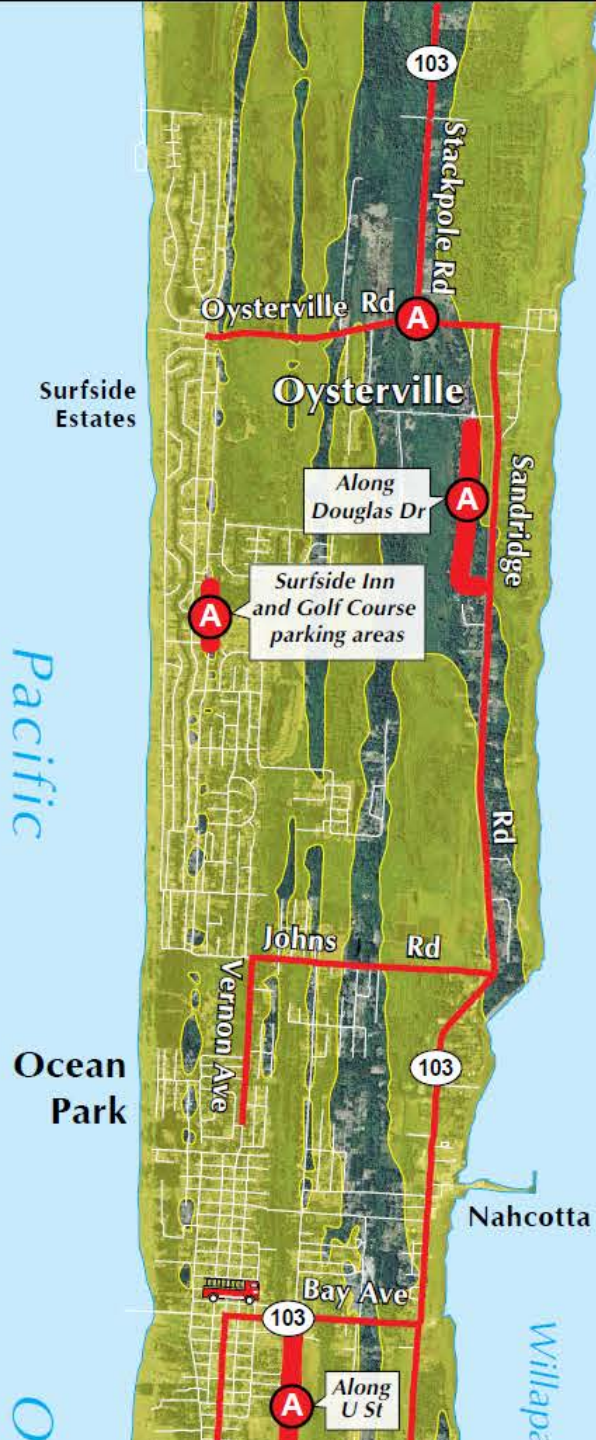 103
Stackpole Rd
Oysterville Rd
A
Surfside
Estates
Oysterville
Along
Douglas Dr
A
Sandridge
Surfside Inn
and Golf Course
parking areas
A
Pacific
Rd
Johns Rd
Vernon Ave
Ocean
Park
103
Nahcotta
Bay Ave
103
Willapa
Along
U St
A
O